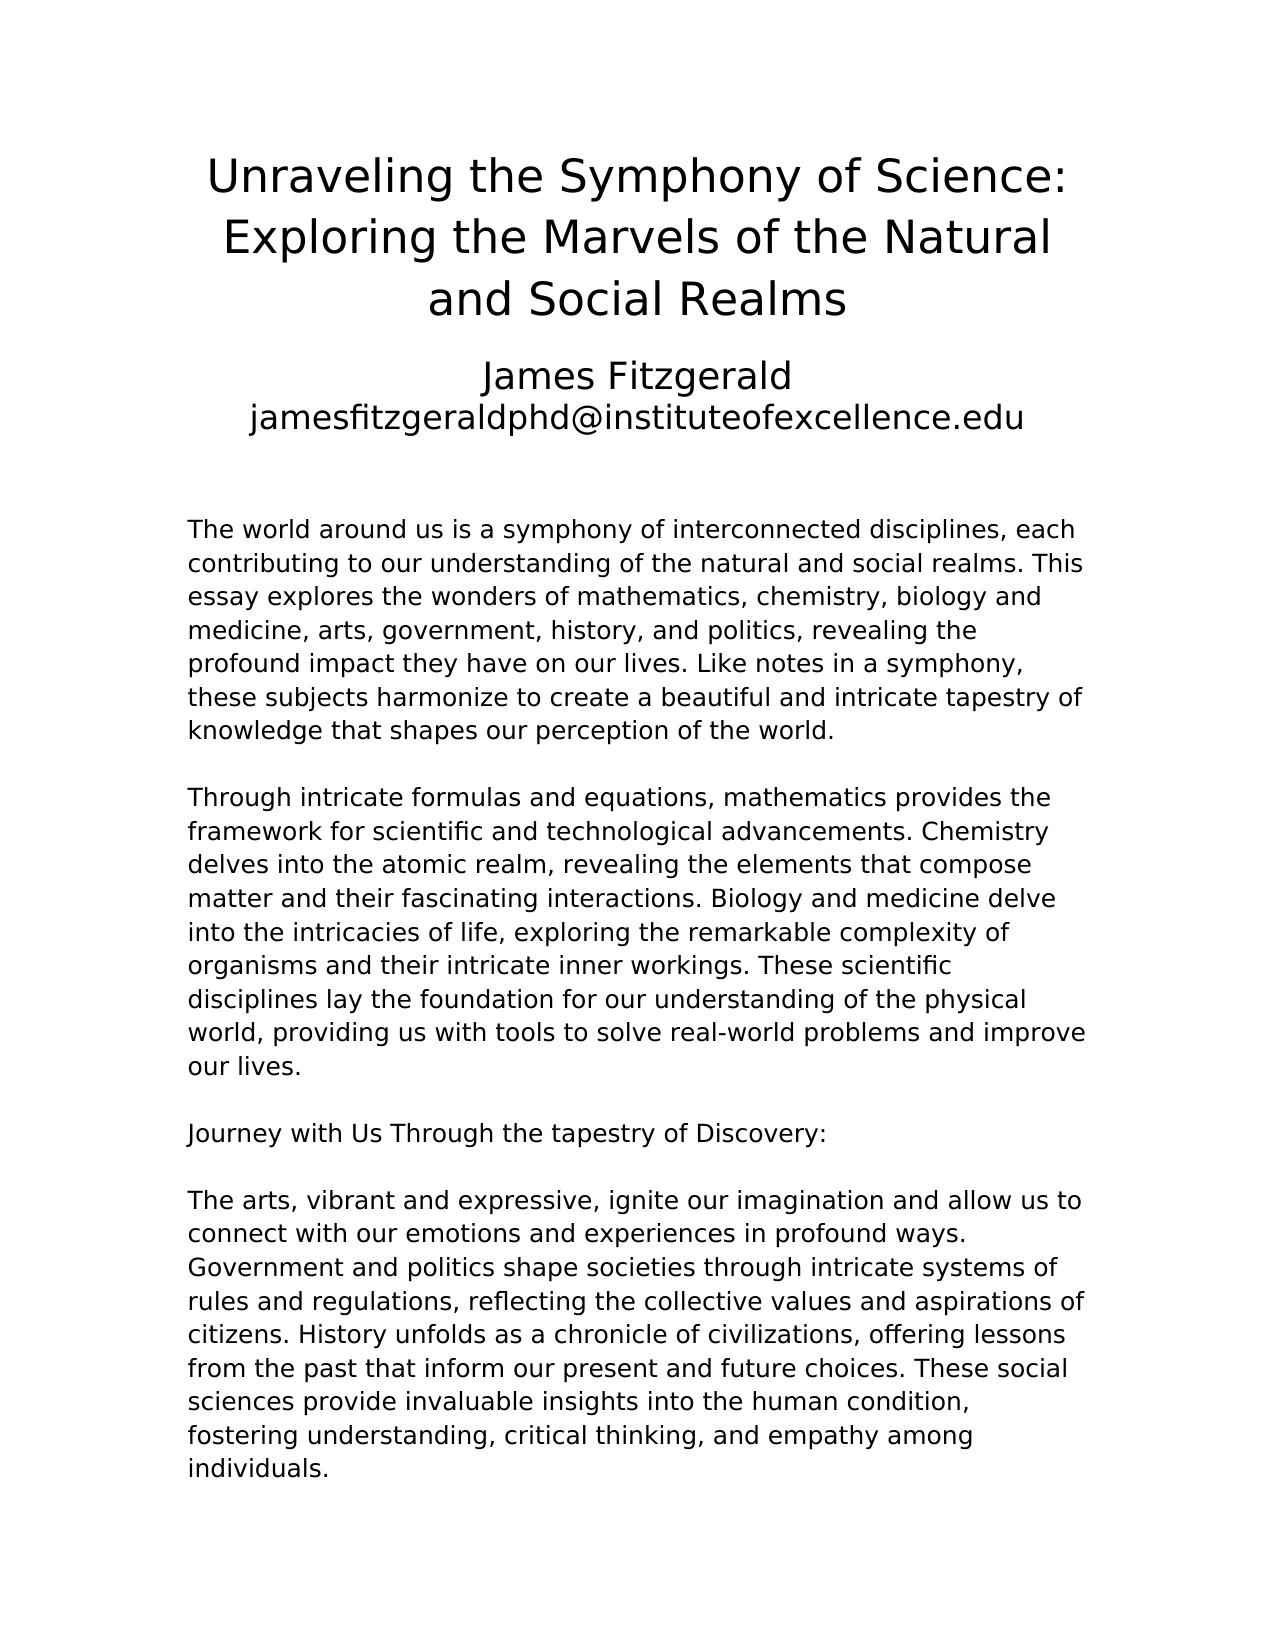 Unraveling the Symphony of Science:
Exploring the Marvels of the Natural
and Social Realms
James Fitzgerald
jamesfitzgeraldphd@instituteofexcellence.edu
The world around us is a symphony of interconnected disciplines, each
contributing to our understanding of the natural and social realms. This
essay explores the wonders of mathematics, chemistry, biology and
medicine, arts, government, history, and politics, revealing the
profound impact they have on our lives. Like notes in a symphony,
these subjects harmonize to create a beautiful and intricate tapestry of
knowledge that shapes our perception of the world.
Through intricate formulas and equations, mathematics provides the
framework for scientific and technological advancements. Chemistry
delves into the atomic realm, revealing the elements that compose
matter and their fascinating interactions. Biology and medicine delve
into the intricacies of life, exploring the remarkable complexity of
organisms and their intricate inner workings. These scientific
disciplines lay the foundation for our understanding of the physical
world, providing us with tools to solve real-world problems and improve
our lives.
Journey with Us Through the tapestry of Discovery:
The arts, vibrant and expressive, ignite our imagination and allow us to
connect with our emotions and experiences in profound ways.
Government and politics shape societies through intricate systems of
rules and regulations, reflecting the collective values and aspirations of
citizens. History unfolds as a chronicle of civilizations, offering lessons
from the past that inform our present and future choices. These social
sciences provide invaluable insights into the human condition,
fostering understanding, critical thinking, and empathy among
individuals.